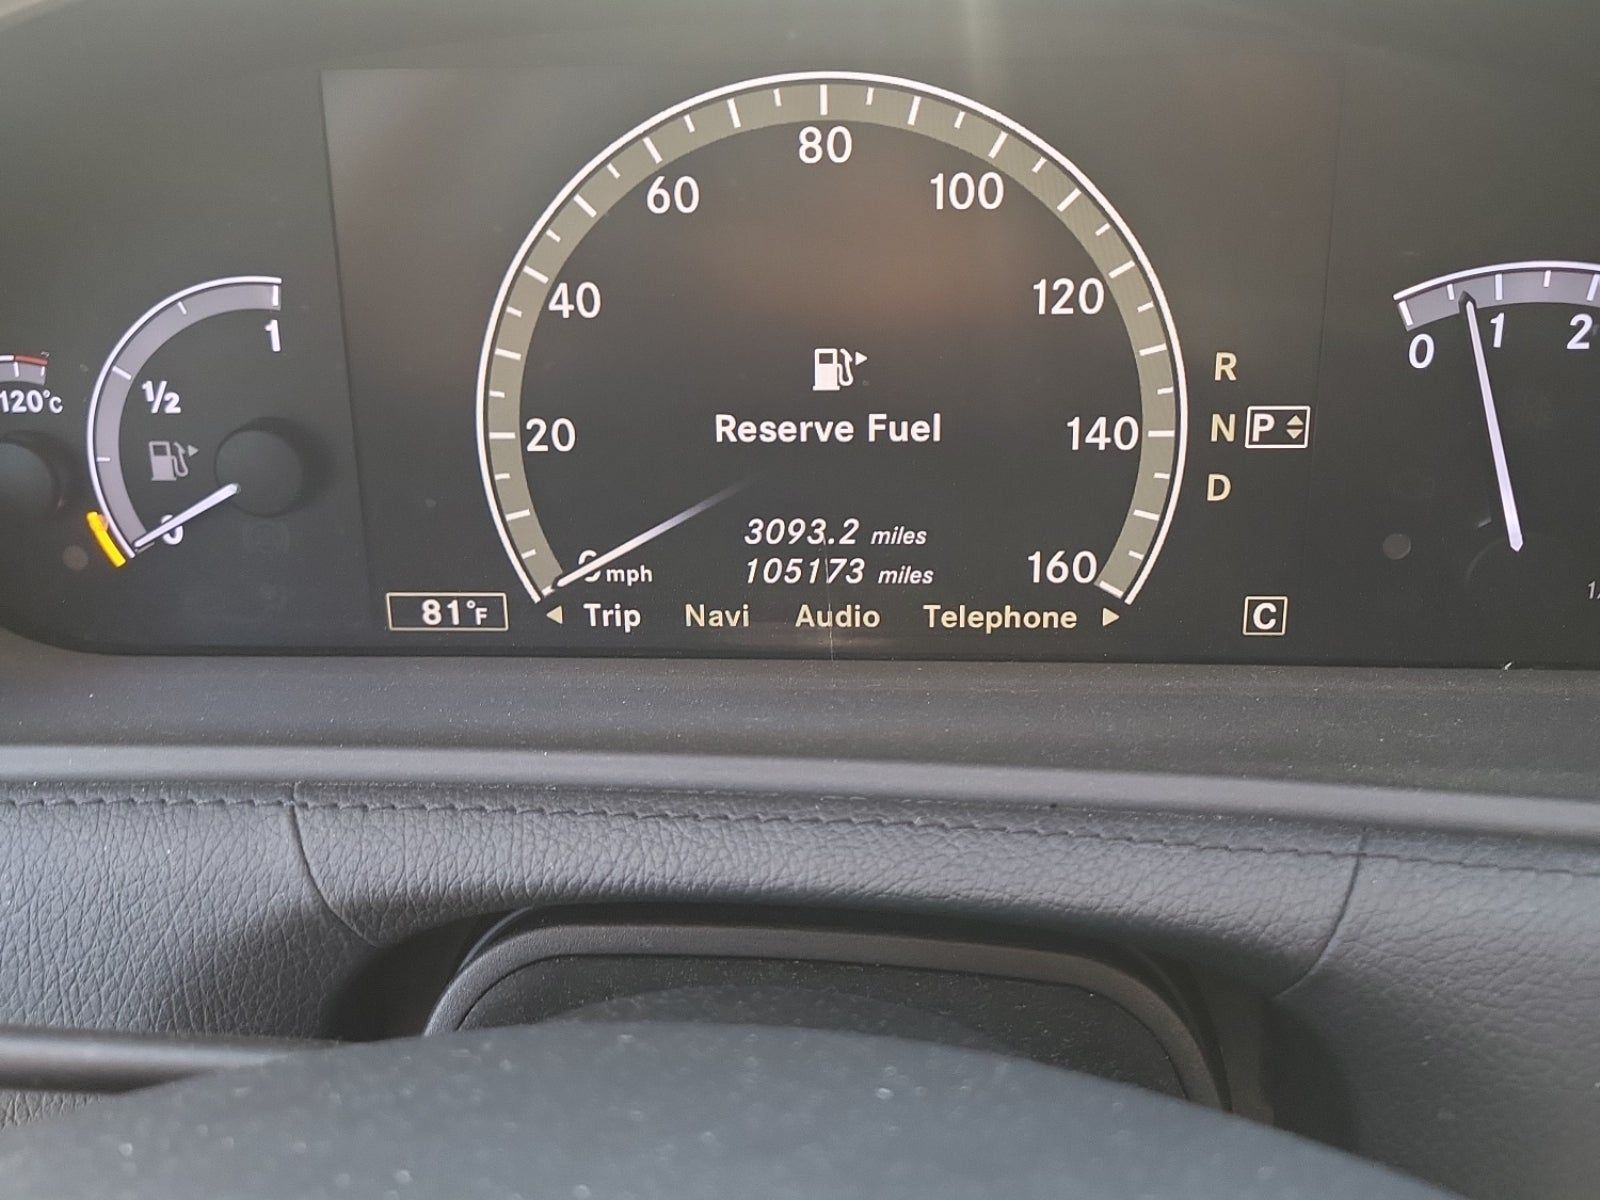 80
60
100
40
120
1
120°c
½
0
1
2
R
20
Reserve Fuel
140
N
P
D
3093.2 miles
0 mph
105173 miles
160
81°F
Trip Navi Audio Telephone
C